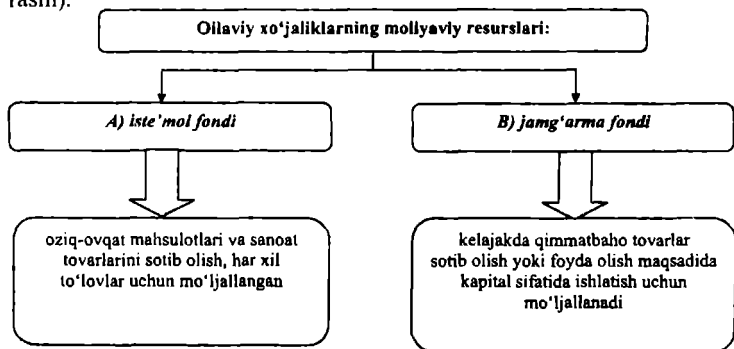 rasm).
Oilaviy xo‘jaliklarning moliyaviy resurslari:
A) iste’mol fondi
B) jamg‘arma fondi
oziq-ovqat mahsulotlari va sanoat
tovarlarini sotib olish, har xil
to‘lovlar uchun mo‘ljallangan
kelajakda qimmatbaho tovarlar
sotib olish yoki foyda olish maqsadida
kapital sifatida ishlatish uchun
mo‘ljallanadi